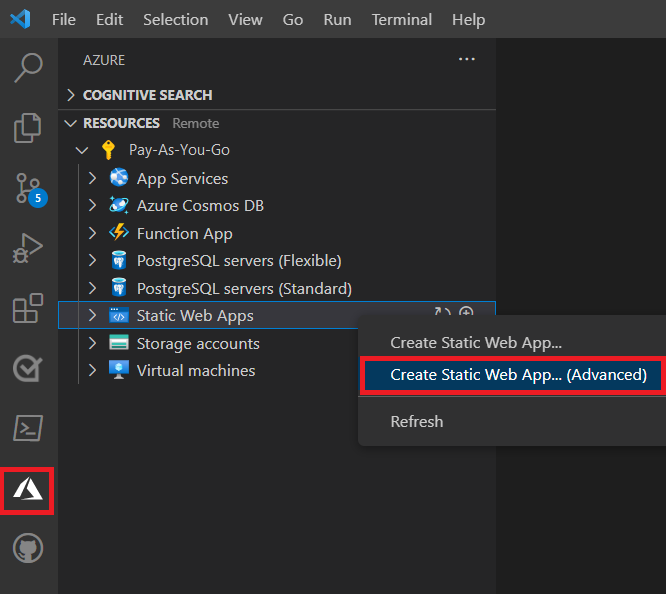 File Edit Selection View Go Run Terminal Help
AZURE
COGNITIVE SEARCH
RESOURCES Remote
Pay-As-You-Go
App Services
Azure Cosmos DB
Function App
PostgreSQL servers (Flexible)
PostgreSQL servers (Standard)
Static Web Apps
Storage accounts
Virtual machines
5
Create Static Web App...
Create Static Web App... (Advanced)
Refresh